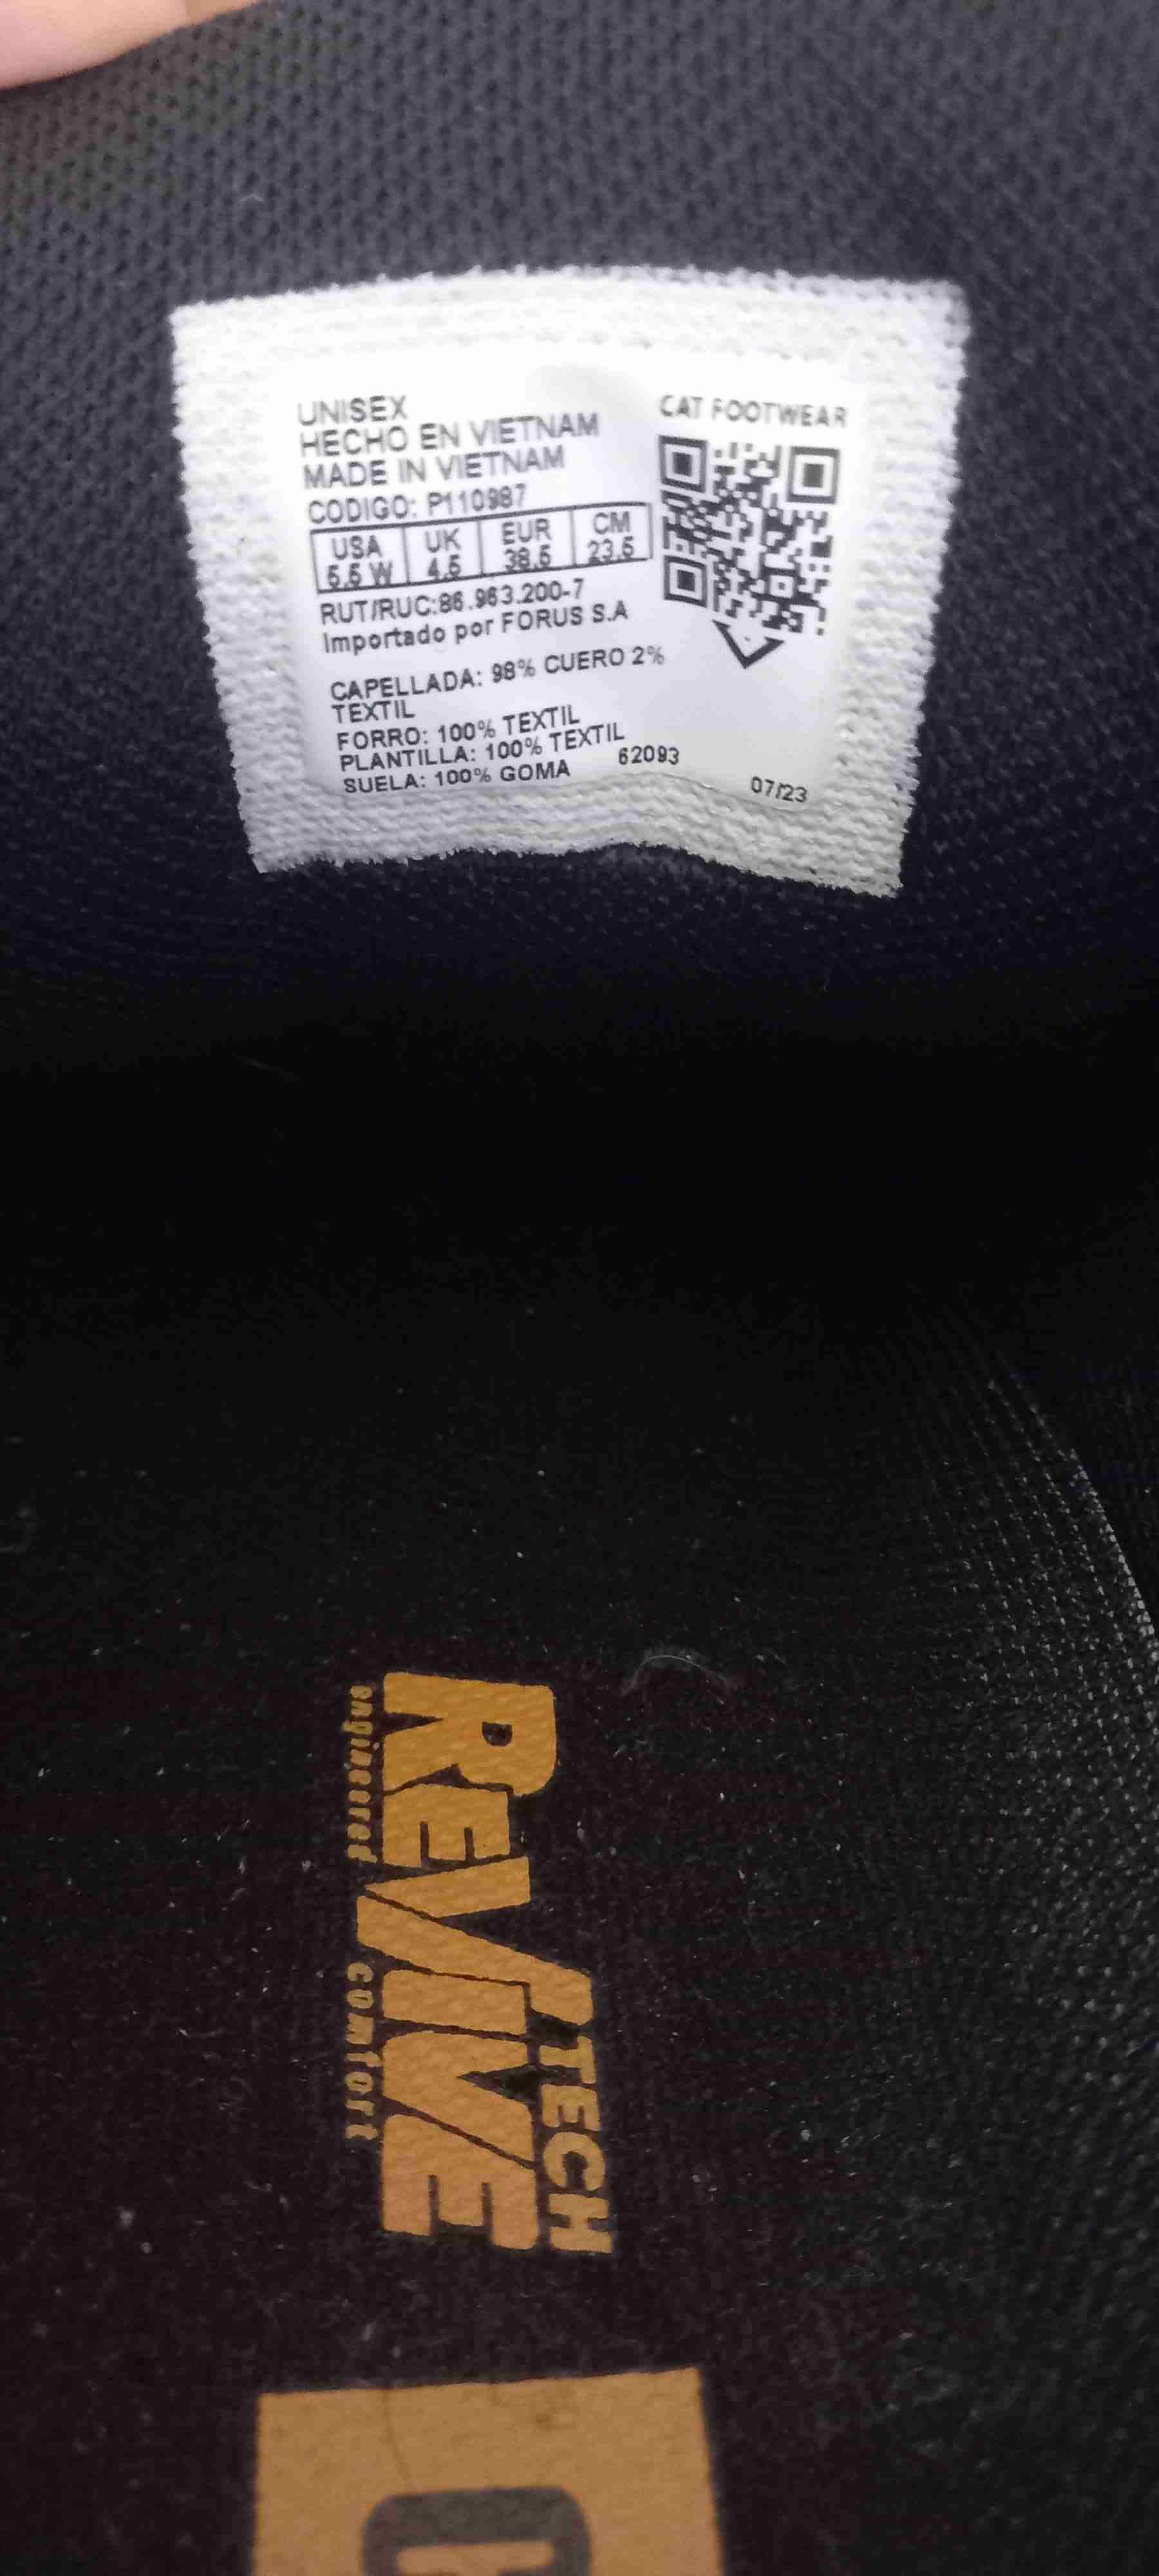 UNISEX
HECHO EN VIETNAM
MADE IN VIETNAM
CODIGO: P110987
USA UK EUR CM
5.5 W 4.5 38.5 23.5
RUT/RUC:86.963.200-7
Importado por FORUS S.A
CAPELLADA: 98% CUERO 2%
TEXTIL
FORRO: 100% TEXTIL
PLANTILLA: 100% TEXTIL
SUELA: 100% GOMA
62093
07/23
CAT FOOTWEAR
TECH
REVIVE
engineered comfort